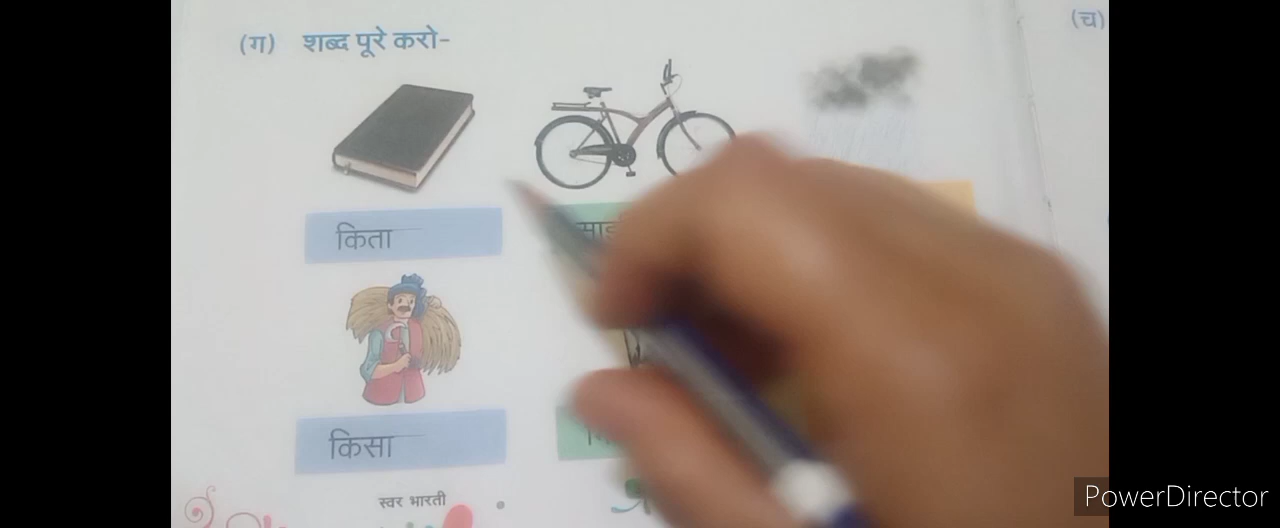 (ग) शब्द पूरे करो-
(च)
किता
किसा
स्वर भारती
PowerDirector